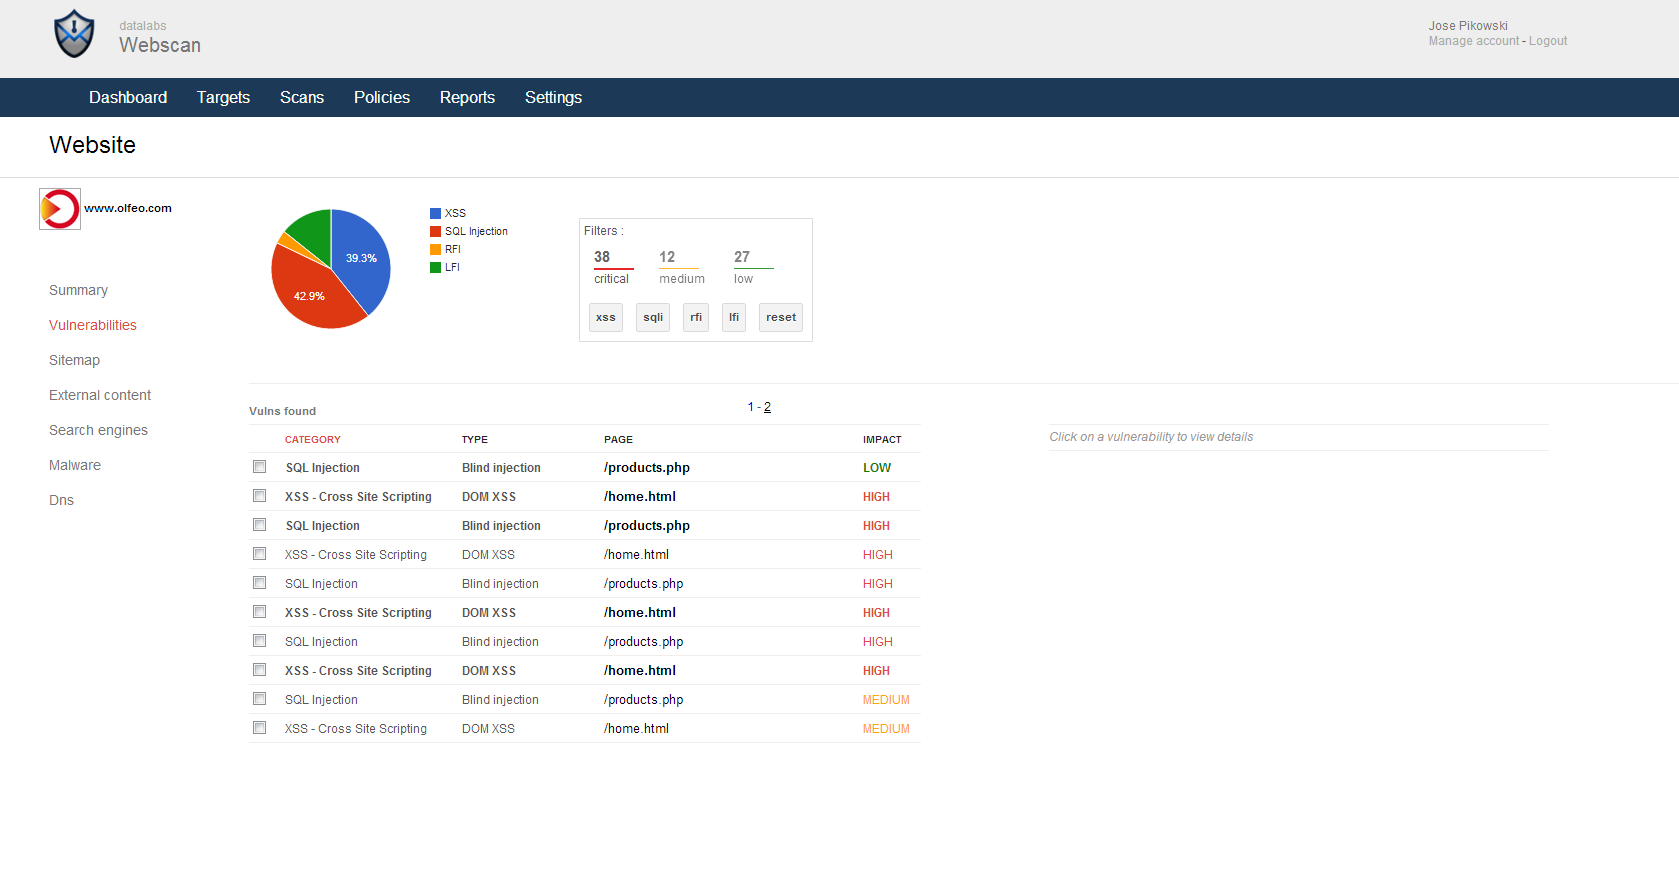 datalabs
Webscan
Jose Pikowski
Manage account - Logout
Dashboard Targets Scans Policies Reports Settings
Website
www.olfeo.com
Summary
Vulnerabilities
Sitemap
External content
Search engines
Malware
Dns
39.3%
42.9%
XSS
SQL Injection
RFI
LFI
Filters :
38 12 27
critical medium low
xss sqli rfi lfi reset
Vulns found
1 - 2
CATEGORY TYPE PAGE IMPACT
SQL Injection Blind injection /products.php LOW
XSS - Cross Site Scripting DOM XSS /home.html HIGH
SQL Injection Blind injection /products.php HIGH
XSS - Cross Site Scripting DOM XSS /home.html HIGH
SQL Injection Blind injection /products.php HIGH
XSS - Cross Site Scripting DOM XSS /home.html HIGH
SQL Injection Blind injection /products.php HIGH
XSS - Cross Site Scripting DOM XSS /home.html HIGH
SQL Injection Blind injection /products.php MEDIUM
XSS - Cross Site Scripting DOM XSS /home.html MEDIUM
Click on a vulnerability to view details